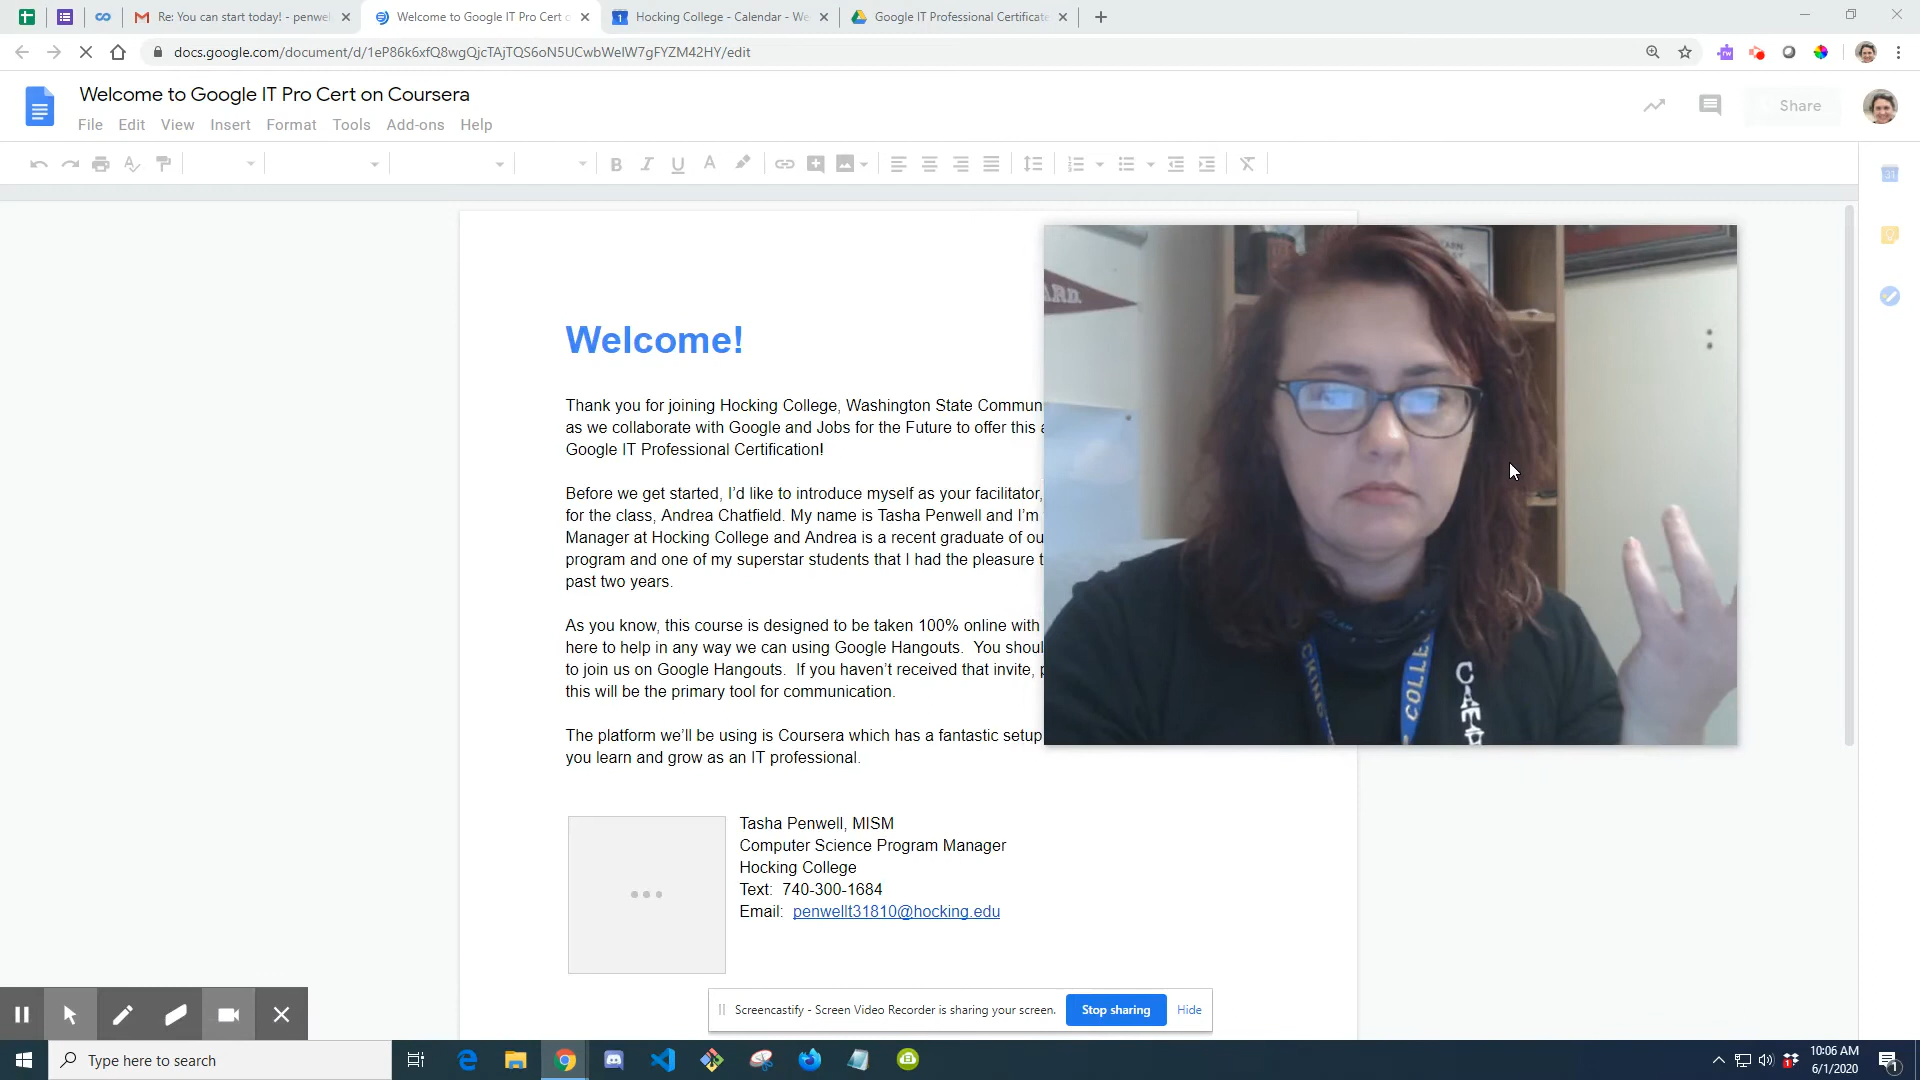 Re: You can start today! - penwe
Welcome to Google IT Pro Cert o
Hocking College - Calendar - We
Google IT Professional Certificate
docs.google.com/document/d/1eP86k6xfQ8wgQjcTAjTQS6oN5UCwbWeIW7gFYZM42HY/edit
Welcome to Google IT Pro Cert on Coursera
File Edit View Insert Format Tools Add-ons Help
Share
Welcome!
Thank you for joining Hocking College, Washington State Commun
as we collaborate with Google and Jobs for the Future to offer this a
Google IT Professional Certification!
Before we get started, I'd like to introduce myself as your facilitator,
for the class, Andrea Chatfield. My name is Tasha Penwell and I'm
Manager at Hocking College and Andrea is a recent graduate of ou
program and one of my superstar students that I had the pleasure t
past two years.
As you know, this course is designed to be taken 100% online with
here to help in any way we can using Google Hangouts. You shoul
to join us on Google Hangouts. If you haven't received that invite, p
this will be the primary tool for communication.
The platform we'll be using is Coursera which has a fantastic setup
you learn and grow as an IT professional.
Tasha Penwell, MISM
Computer Science Program Manager
Hocking College
Text: 740-300-1684
Email: penwellt31810@hocking.edu
ARD.
CKING
COLLE
Screencastify - Screen Video Recorder is sharing your screen. Stop sharing Hide
Type here to search
10:06 AM
6/1/2020